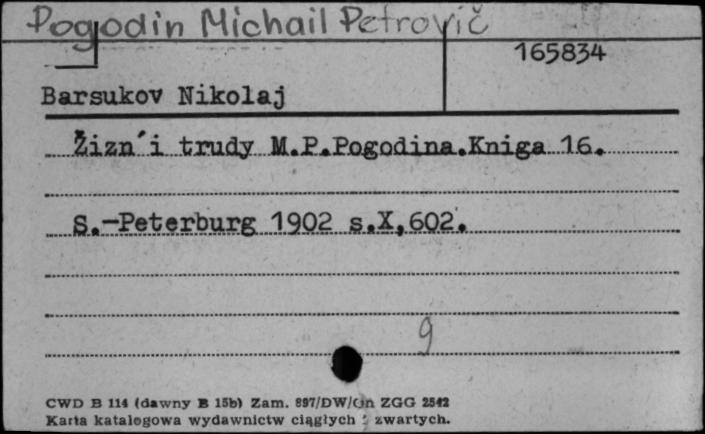 Pogodin Michail Petrovič
165834
Barsukov Nikolaj
Žizn´i trudy M.P.Pogodina.Kniga 16.
S.-Peterburg 1902 s.X,602.
9
CWD B 114 (dawny B 15b) Zam. 897/DW/Gn ZGG 2542
Karta katalogowa wydawnictw ciągłych i zwartych.